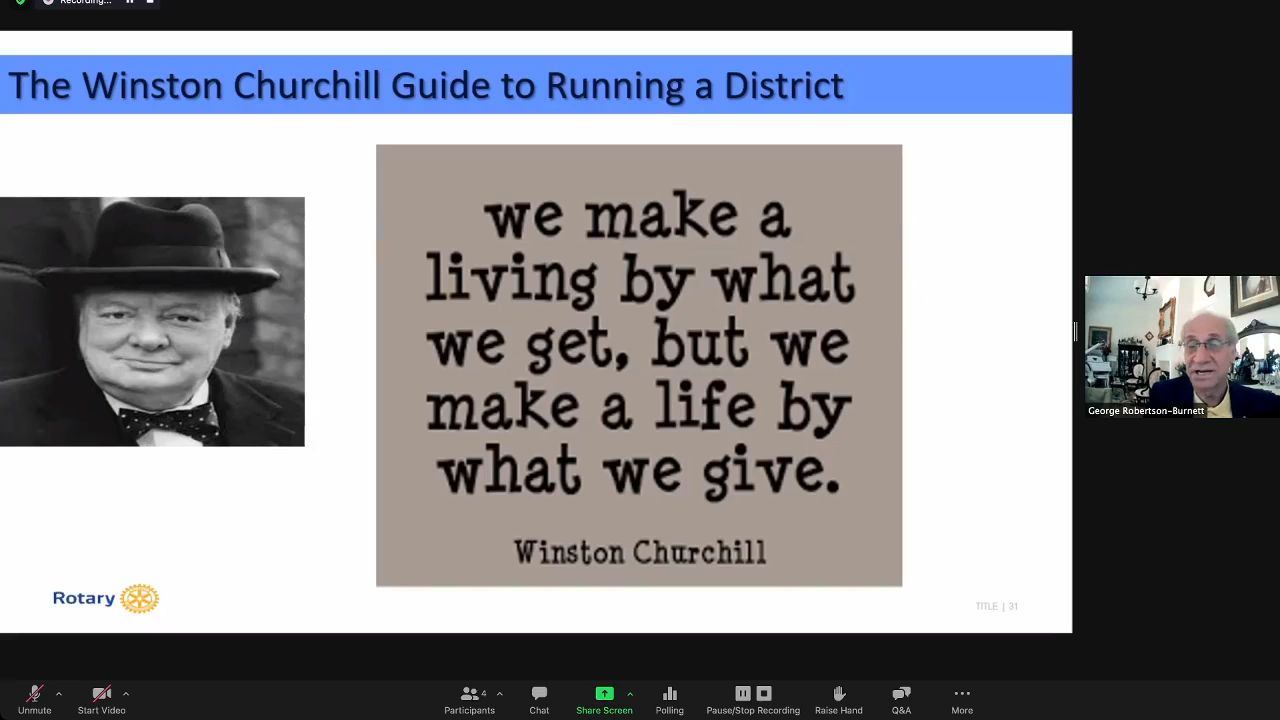 Recording...
The Winston Churchill Guide to Running a District
we make a
living by what
we get, but we
make a life by
what we give.
Winston Churchill
Rotary
TITLE | 31
George Robertson-Burnett
Unmute
Start Video
Participants
4
Chat
Share Screen
Polling
Pause/Stop Recording
Raise Hand
Q&A
More